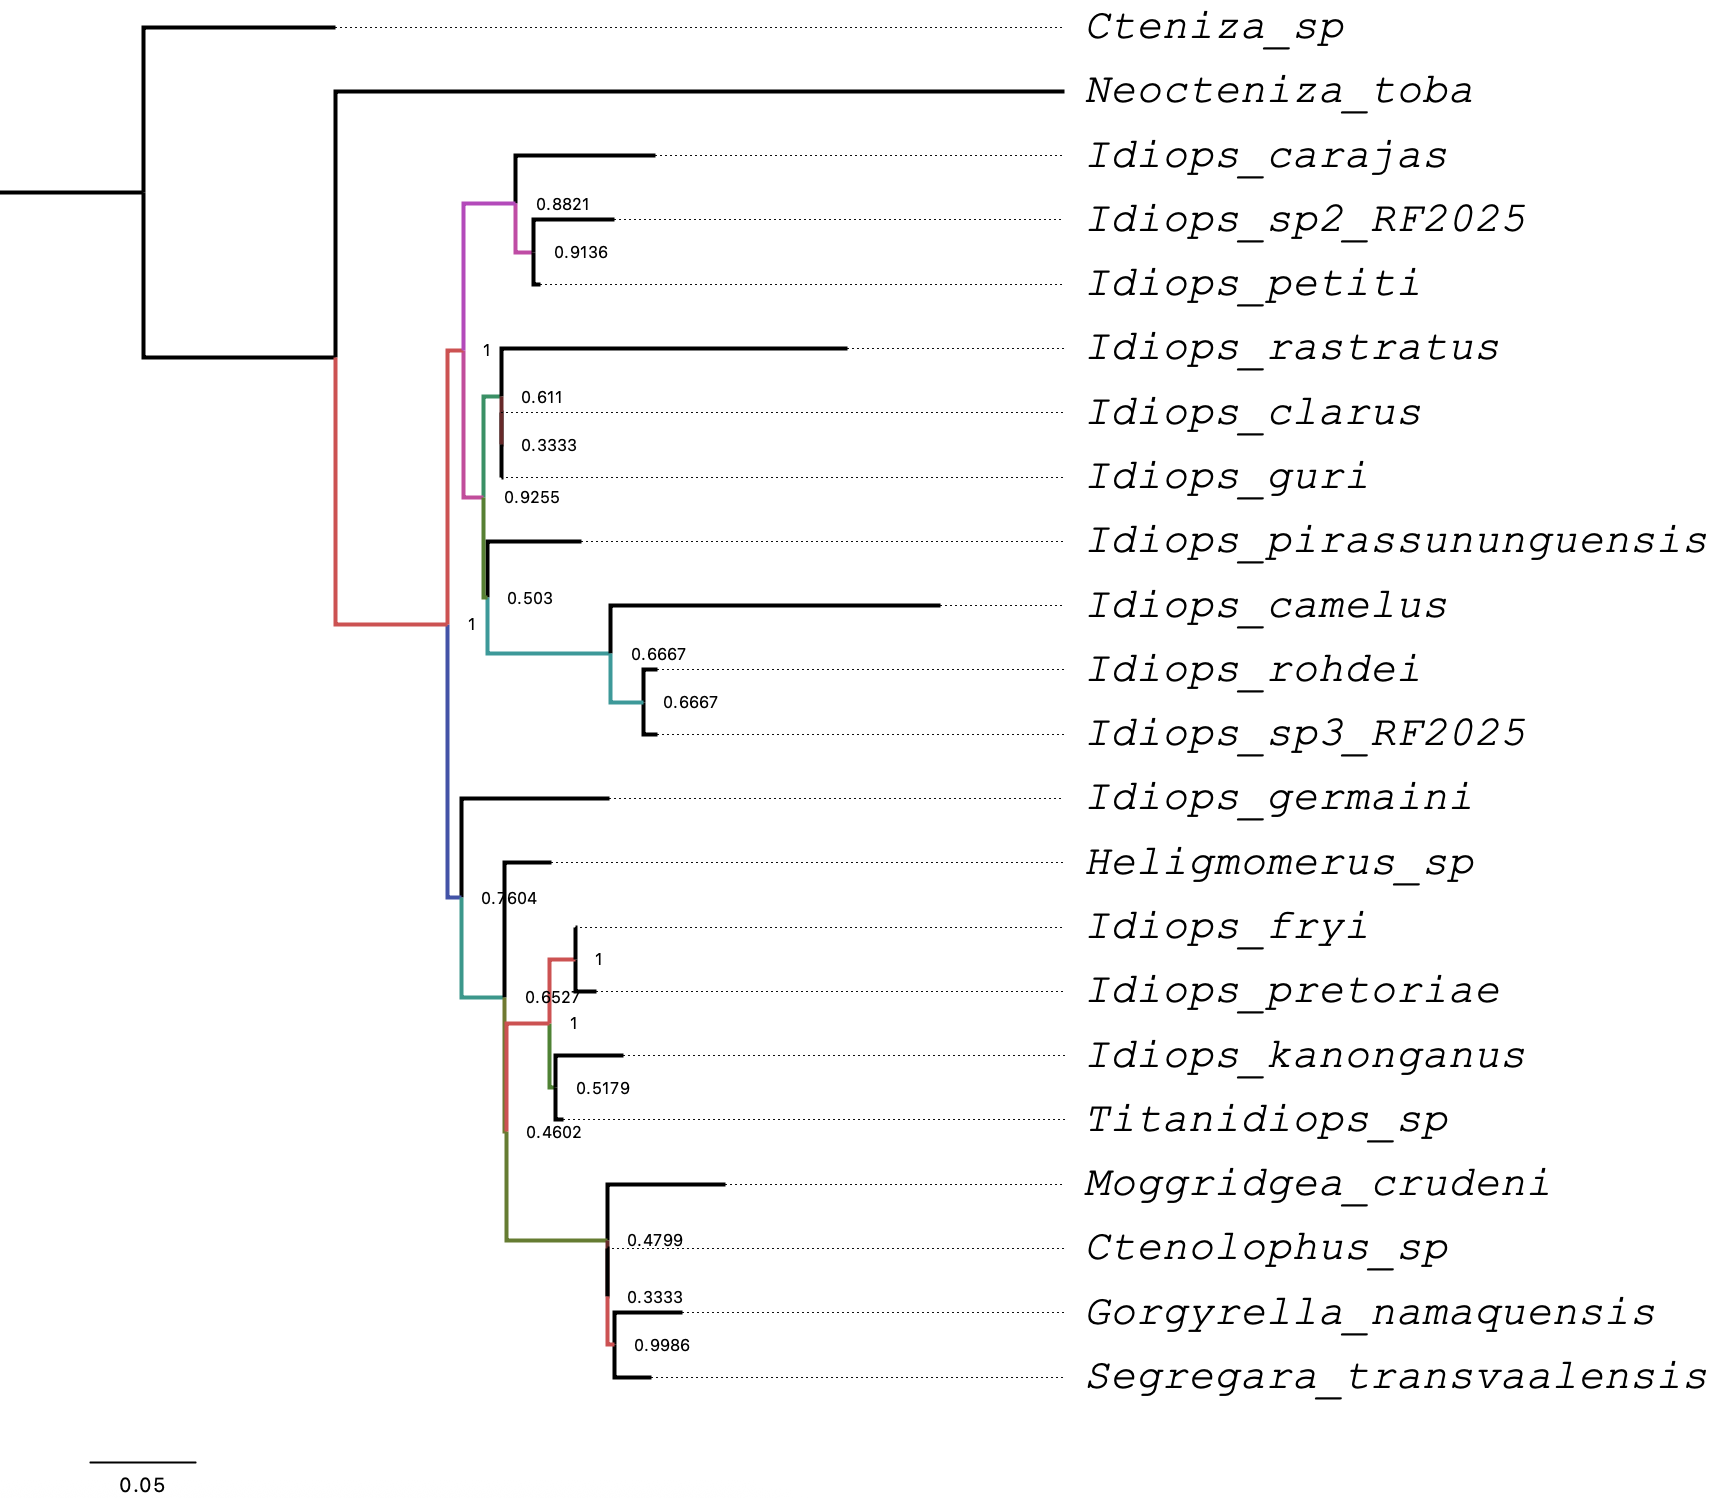 Cteniza_sp
Neocteniza_toba
Idiops_carajas
0.8821
Idiops_sp2_RF2025
0.9136
Idiops_petiti
1
Idiops_rastratus
0.611
Idiops_clarus
0.3333
Idiops_guri
0.9255
Idiops_pirassununguensis
0.503
Idiops_camelus
1
0.6667
Idiops_rohdei
0.6667
Idiops_sp3_RF2025
Idiops_germaini
Heligmomerus_sp
0.7604
Idiops_fryi
1
Idiops_pretoriae
0.6527
1
Idiops_kanonganus
0.5179
Titanidiops_sp
0.4602
Moggridgea_crudeni
0.4799
Ctenolophus_sp
0.3333
Gorgyrella_namaquensis
0.9986
Segregara_transvaalensis
0.05